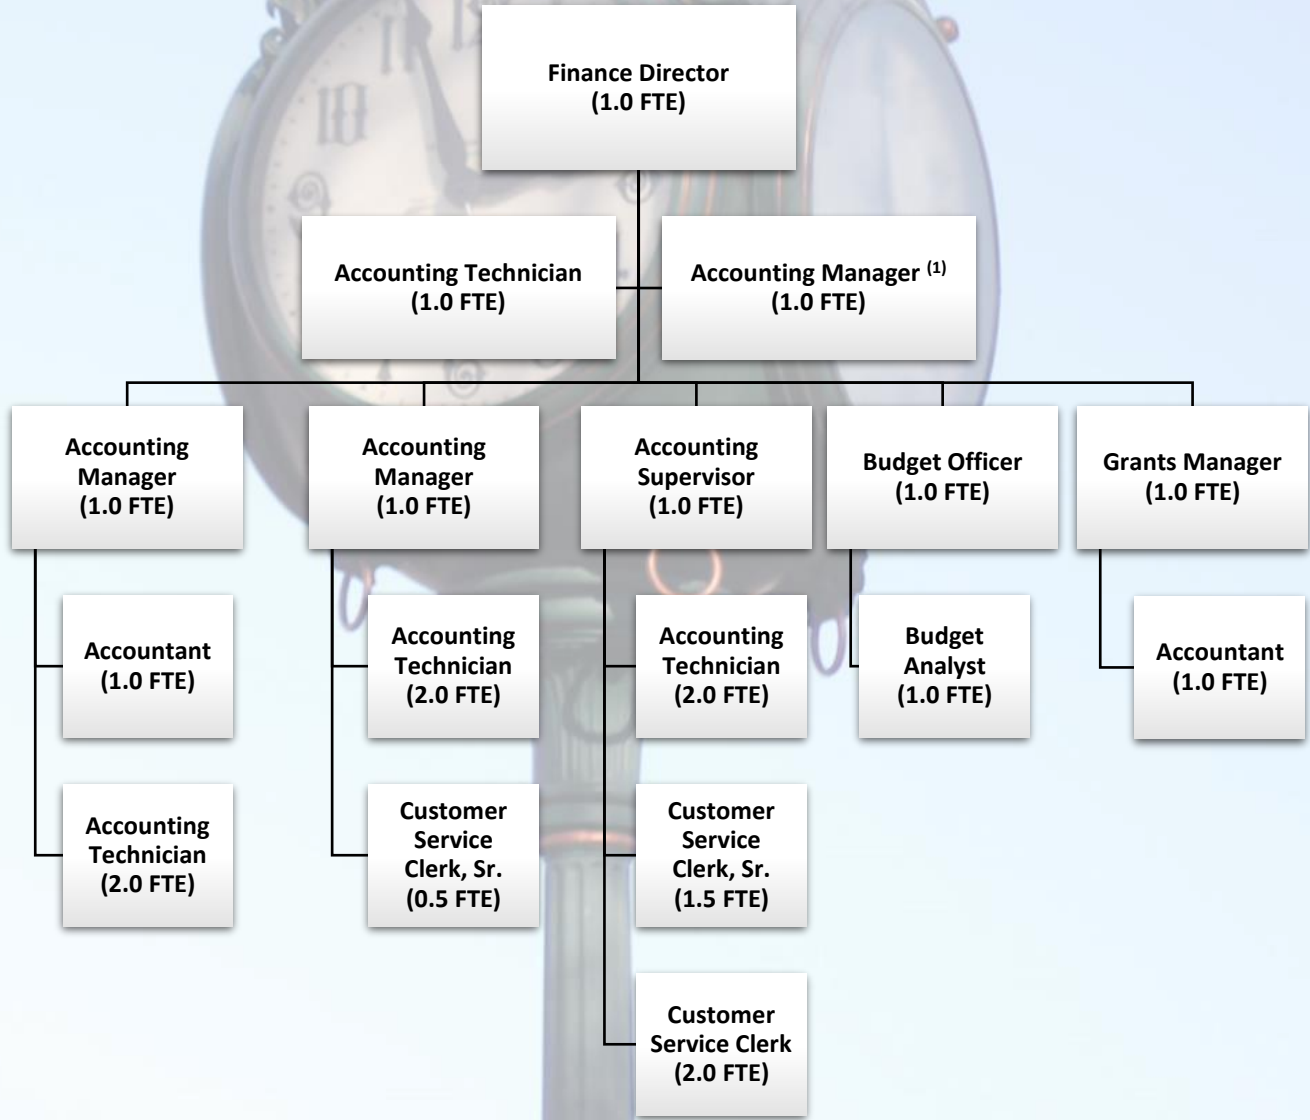 Finance Director
(1.0 FTE)
Accounting Technician
(1.0 FTE)
Accounting Manager (1)
(1.0 FTE)
Accounting
Manager
(1.0 FTE)
Accounting
Manager
(1.0 FTE)
Accounting
Supervisor
(1.0 FTE)
Budget Officer
(1.0 FTE)
Grants Manager
(1.0 FTE)
Accountant
(1.0 FTE)
Accounting
Technician
(2.0 FTE)
Accounting
Technician
(2.0 FTE)
Budget
Analyst
(1.0 FTE)
Accountant
(1.0 FTE)
Accounting
Technician
(2.0 FTE)
Customer
Service
Clerk, Sr.
(0.5 FTE)
Customer
Service
Clerk, Sr.
(1.5 FTE)
Customer
Service Clerk
(2.0 FTE)
10
11
9